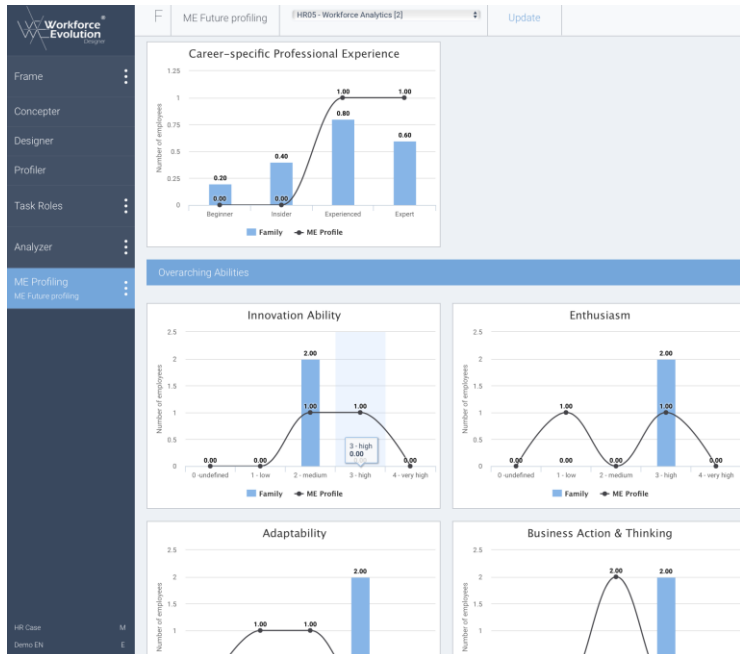 Workforce®
Evolution
Designer
F ME Future profiling HR05 - Workforce Analytics [2] Update
Frame
Concepter
Designer
Profiler
Task Roles
Analyzer
ME Profiling
ME Future profiling
HR Case M
Demo EN E
Career-specific Professional Experience
Number of employees
1.25
1
0.75
0.5
0.25
0
0.20 0.40 0.80 0.60
0.00 0.00 1.00 1.00
Beginner Insider Experienced Expert
Family ME Profile
Overarching Abilities
Innovation Ability
Number of employees
2.5
2
1.5
1
0.5
0
2.00
1.00 1.00
3 - high
0.00
0.00 0.00 0.00
0 -undefined 1 - low 2 - medium 3 - high 4 - very high
Family ME Profile
Enthusiasm
Number of employees
2.5
2
1.5
1
0.5
0
2.00
1.00 1.00
0.00 0.00 0.00 0.00
0 -undefined 1 - low 2 - medium 3 - high 4 - very high
Family ME Profile
Adaptability
Number of employees
2.5
2
1.5
1
2.00
1.00 1.00
Business Action & Thinking
Number of employees
2.5
2
1.5
1
2.00 2.00